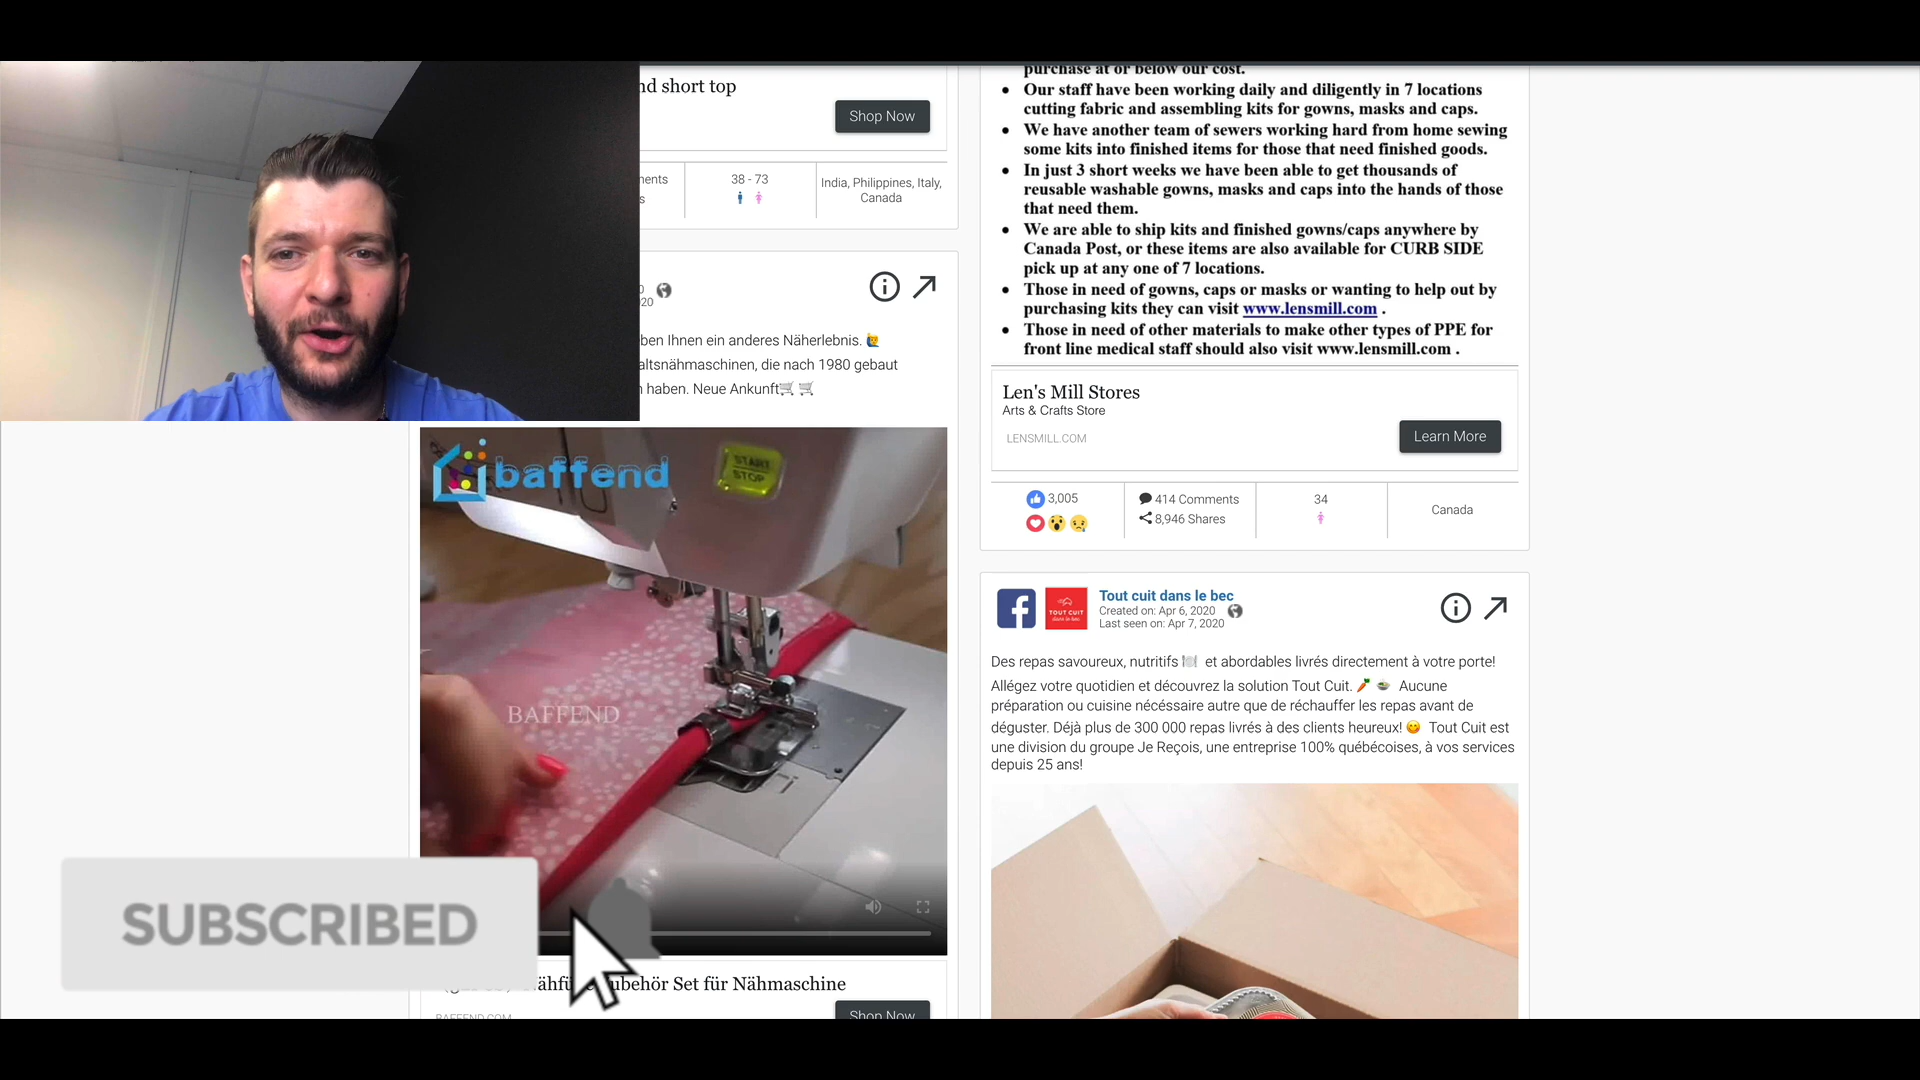 nd short top
Shop Now
38 - 73
India, Philippines, Italy,
Canada
20
ben Ihnen ein anderes Näherlebnis.
altsnähmaschinen, die nach 1980 gebaut
haben. Neue Ankunft
baffend
START
STOP
BAFFEND
SUBSCRIBED
Set für Nähmaschine
BAFFEND.COM
Shop Now
purchase at or below our cost.
• Our staff have been working daily and diligently in 7 locations
cutting fabric and assembling kits for gowns, masks and caps.
• We have another team of sewers working hard from home sewing
some kits into finished items for those that need finished goods.
• In just 3 short weeks we have been able to get thousands of
reusable washable gowns, masks and caps into the hands of those
that need them.
• We are able to ship kits and finished gowns/caps anywhere by
Canada Post, or these items are also available for CURB SIDE
pick up at any one of 7 locations.
• Those in need of gowns, caps or masks or wanting to help out by
purchasing kits they can visit www.lensmill.com .
• Those in need of other materials to make other types of PPE for
front line medical staff should also visit www.lensmill.com .
Len's Mill Stores
Arts & Crafts Store
LENSMILL.COM
Learn More
3,005
414 Comments
8,946 Shares
34
Canada
TOUT CUIT
dans le bec
Tout cuit dans le bec
Created on: Apr 6, 2020
Last seen on: Apr 7, 2020
Des repas savoureux, nutritifs 🍽 et abordables livrés directement à votre porte!
Allégez votre quotidien et découvrez la solution Tout Cuit. 🥕 🍲 Aucune
préparation ou cuisine nécéssaire autre que de réchauffer les repas avant de
déguster. Déjà plus de 300 000 repas livrés à des clients heureux! 😋 Tout Cuit est
une division du groupe Je Reçois, une entreprise 100% québécoises, à vos services
depuis 25 ans!